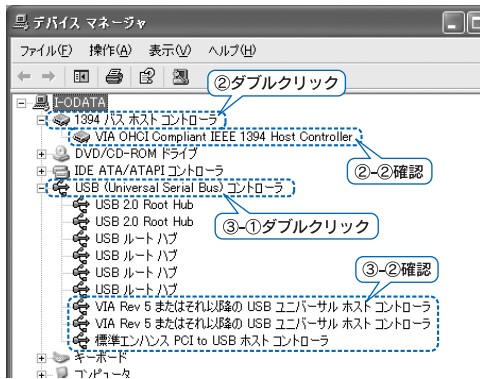 デバイス マネージャ
ファイル(F) 操作(A) 表示(V) ヘルプ(H)
②ダブルクリック
I-ODATA
1394 バス ホスト コントローラ
VIA OHCI Compliant IEEE 1394 Host Controller
DVD/CD-ROM ドライブ
②-②確認
IDE ATA/ATAPI コントローラ
USB (Universal Serial Bus) コントローラ
USB 2.0 Root Hub
USB 2.0 Root Hub
③-①ダブルクリック
USB ルート ハブ
USB ルート ハブ
USB ルート ハブ
③-②確認
USB ルート ハブ
VIA Rev 5 またはそれ以降の USB ユニバーサル ホスト コントローラ
VIA Rev 5 またはそれ以降の USB ユニバーサル ホスト コントローラ
標準エンハンス PCI to USB ホスト コントローラ
キーボード
コンピュータ